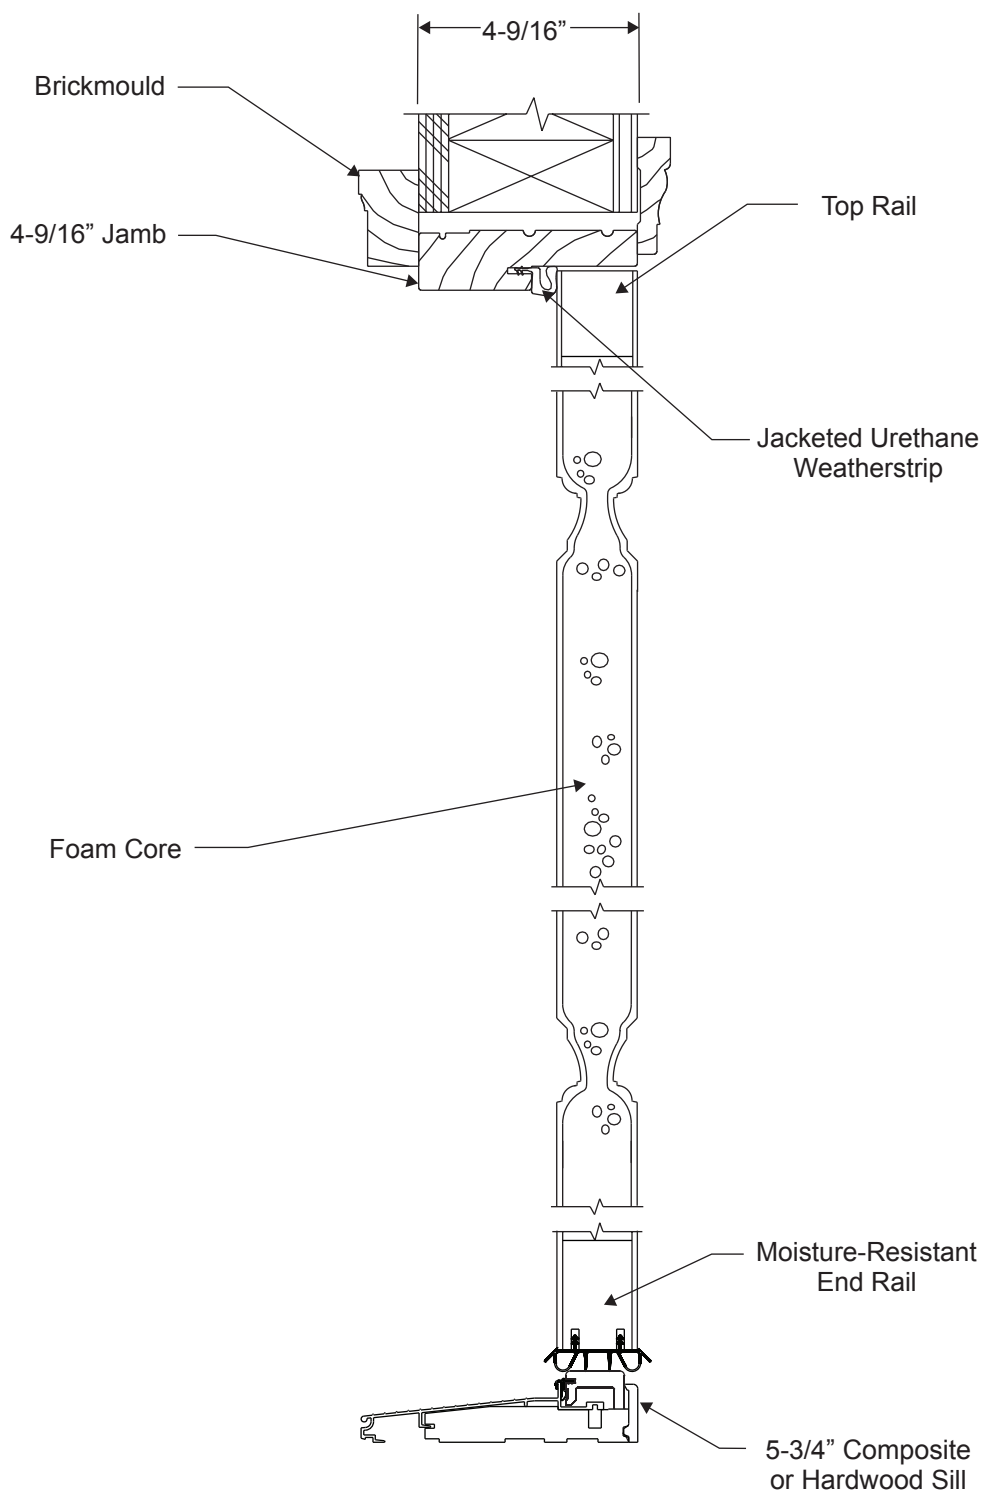 4-9/16”
Brickmould
Top Rail
4-9/16” Jamb
Jacketed Urethane
Weatherstrip
Foam Core
Moisture-Resistant
End Rail
5-3/4” Composite
or Hardwood Sill